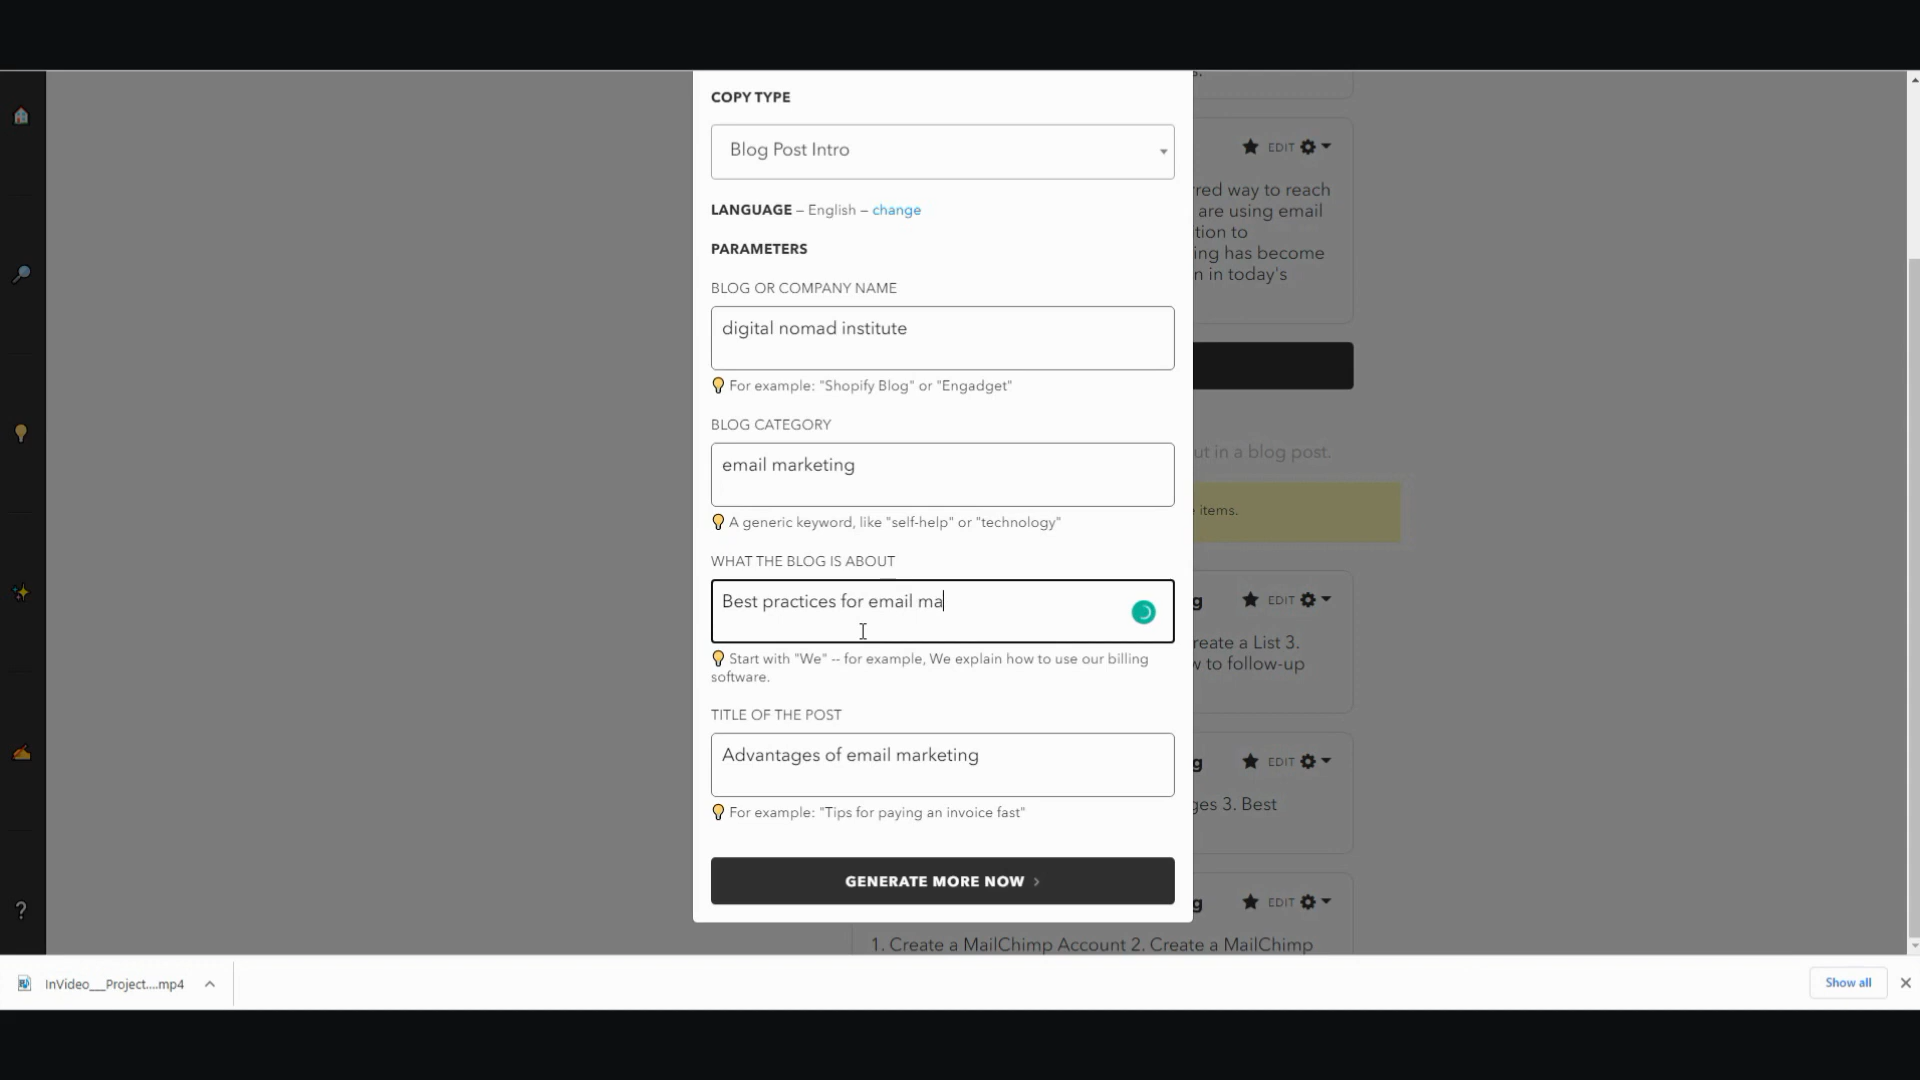 COPY TYPE
Blog Post Intro
LANGUAGE – English – change
PARAMETERS
BLOG OR COMPANY NAME
digital nomad institute
For example: "Shopify Blog" or "Engadget"
BLOG CATEGORY
email marketing
A generic keyword, like "self-help" or "technology"
WHAT THE BLOG IS ABOUT
Best practices for email ma
Start with "We" -- for example, We explain how to use our billing
software.
TITLE OF THE POST
Advantages of email marketing
For example: "Tips for paying an invoice fast"
GENERATE MORE NOW ›
EDIT
rred way to reach
are using email
tion to
ing has become
n in today's
ut in a blog post.
items.
g
EDIT
reate a List 3.
w to follow-up
g
EDIT
ges 3. Best
g
EDIT
1. Create a MailChimp Account 2. Create a MailChimp
?
InVideo___Project....mp4
Show all